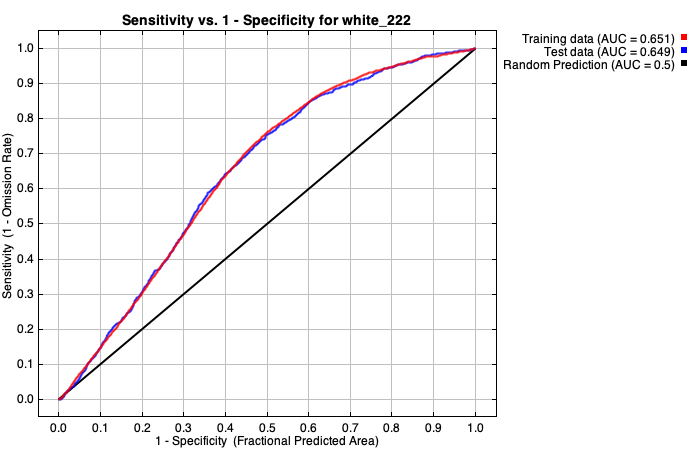 Sensitivity vs. 1 - Specificity for white_222
Training data (AUC = 0.651)
Test data (AUC = 0.649)
Random Prediction (AUC = 0.5)
Sensitivity (1 - Omission Rate)
1.0
0.9
0.8
0.7
0.6
0.5
0.4
0.3
0.2
0.1
0.0
0.0 0.1 0.2 0.3 0.4 0.5 0.6 0.7 0.8 0.9 1.0
1 - Specificity (Fractional Predicted Area)